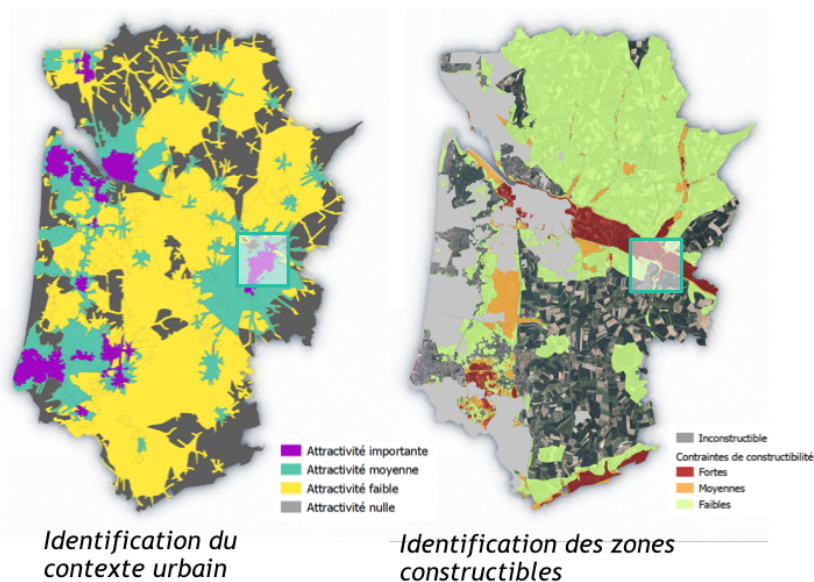 Attractivité importante
Attractivité moyenne
Attractivité faible
Attractivité nulle
Identification du
contexte urbain
Inconstructible
Contraintes de constructibilité
Fortes
Moyennes
Faibles
Identification des zones
constructibles